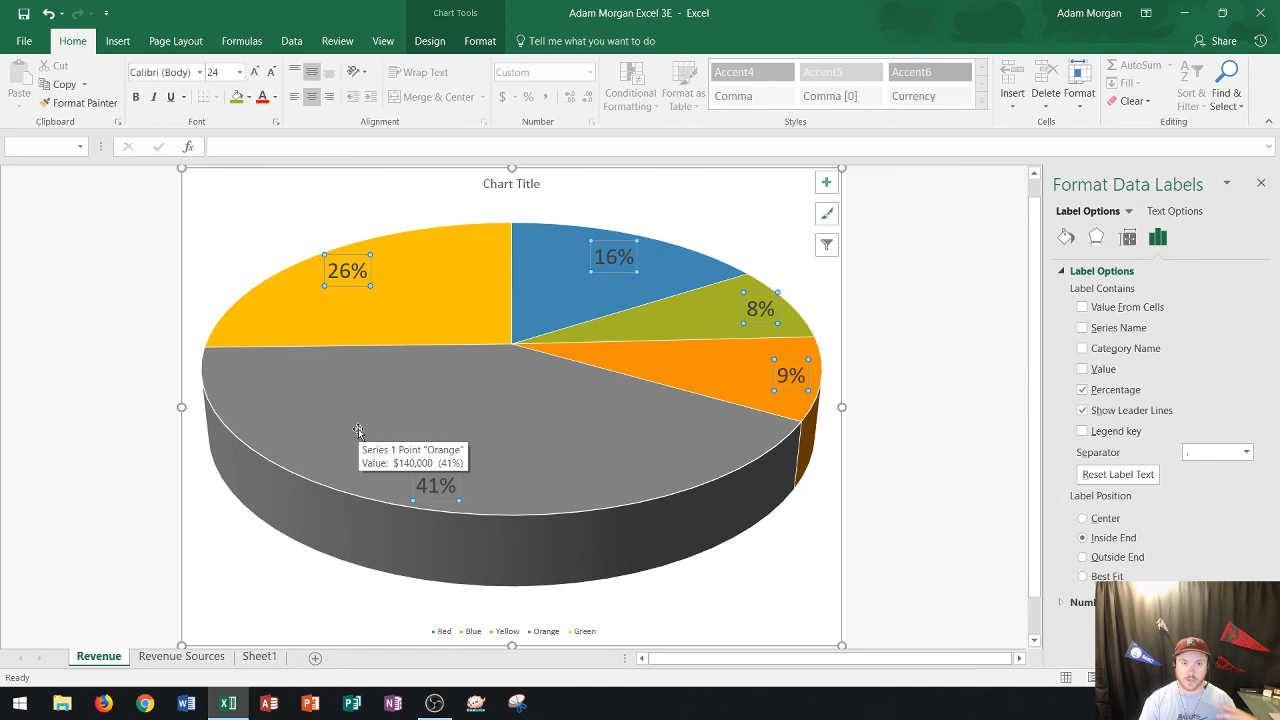 Chart Tools
Adam Morgan Excel 3E - Excel
Adam Morgan
File
Home
Insert
Page Layout
Formulas
Data
Review
View
Design
Format
Tell me what you want to do
Share
Paste
Cut
Copy
Format Painter
Clipboard
Calibri (Body)
24
B I U
Font
Wrap Text
Merge & Center
Alignment
Custom
$ % ,
Number
Conditional Formatting
Format as Table
Accent4
Accent5
Accent6
Comma
Comma [0]
Currency
Styles
Insert
Delete
Format
Cells
AutoSum
Fill
Clear
Sort & Filter
Find & Select
Editing
fx
Chart Title
26%
16%
8%
9%
41%
Series 1 Point "Orange"
Value: $140,000 (41%)
Red
Blue
Yellow
Orange
Green
Format Data Labels
Label Options
Text Options
Label Options
Label Contains
Value From Cells
Series Name
Category Name
Value
Percentage
Show Leader Lines
Legend key
Separator
,
Reset Label Text
Label Position
Center
Inside End
Outside End
Best Fit
Revenue
Revenue Sources
Sheet1
Ready